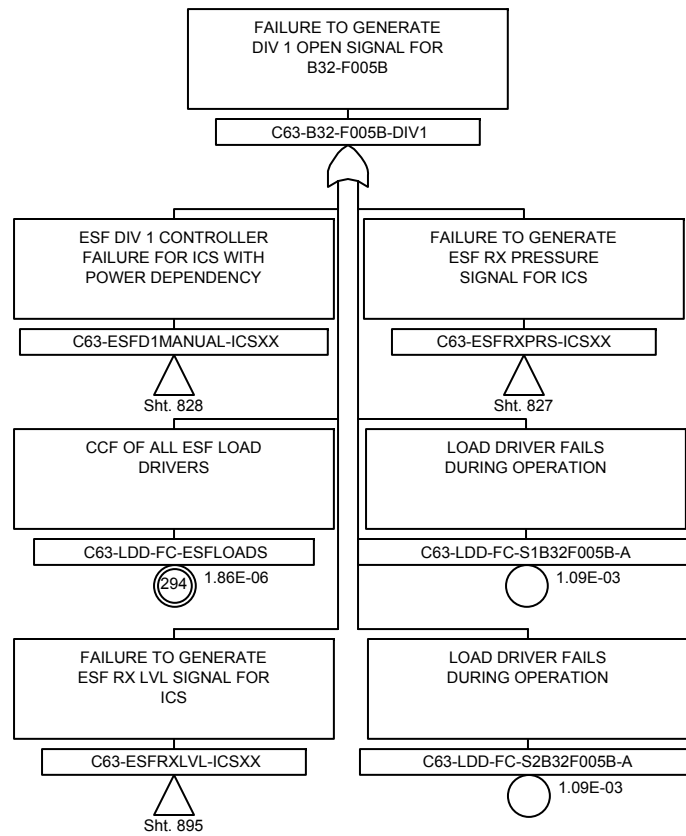 FAILURE TO GENERATE
DIV 1 OPEN SIGNAL FOR
B32-F005B
C63-B32-F005B-DIV1
ESF DIV 1 CONTROLLER
FAILURE FOR ICS WITH
POWER DEPENDENCY
C63-ESFD1MANUAL-ICSXX
Sht. 828
FAILURE TO GENERATE
ESF RX PRESSURE
SIGNAL FOR ICS
C63-ESFRXPRS-ICSXX
Sht. 827
CCF OF ALL ESF LOAD
DRIVERS
C63-LDD-FC-ESFLOADS
294
1.86E-06
LOAD DRIVER FAILS
DURING OPERATION
C63-LDD-FC-S1B32F005B-A
1.09E-03
FAILURE TO GENERATE
ESF RX LVL SIGNAL FOR
ICS
C63-ESFRXLVL-ICSXX
Sht. 895
LOAD DRIVER FAILS
DURING OPERATION
C63-LDD-FC-S2B32F005B-A
1.09E-03